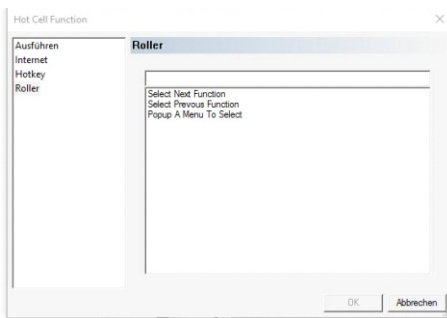 Hot Cell Function
Ausführen
Internet
Hotkey
Roller
Roller
Select Next Function
Select Prevous Function
Popup A Menu To Select
OK
Abbrechen